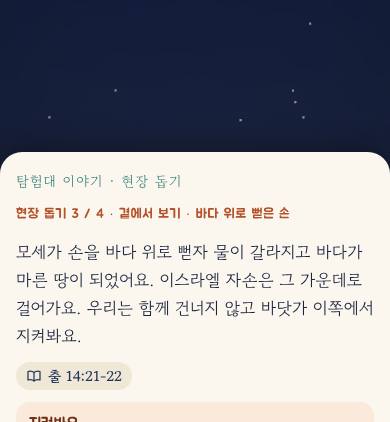 탐험대 이야기 · 현장 돕기
현장 돕기 3 / 4 · 곁에서 보기 · 바다 위로 뻗은 손
모세가 손을 바다 위로 뻗자 물이 갈라지고 바다가
마른 땅이 되었어요. 이스라엘 자손은 그 가운데로
걸어가요. 우리는 함께 건너지 않고 바닷가 이쪽에서
지켜봐요.
출 14:21-22